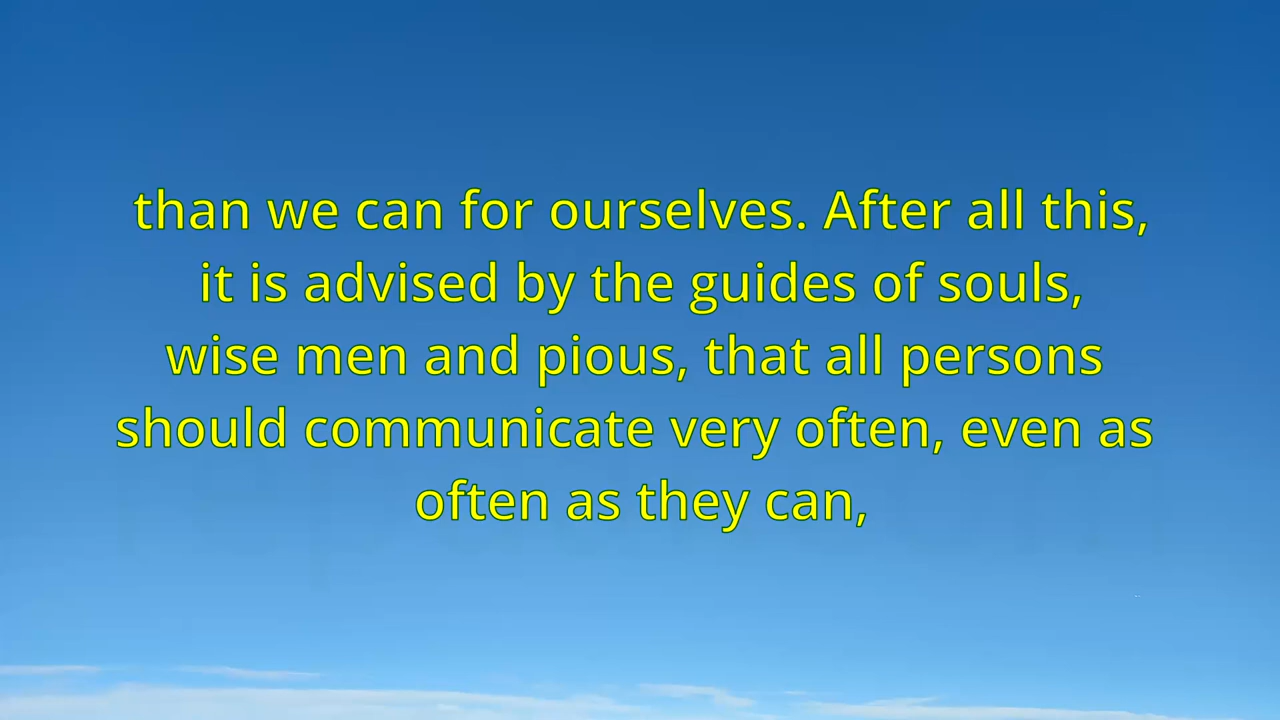 than we can for ourselves. After all this,
it is advised by the guides of souls,
wise men and pious, that all persons
should communicate very often, even as
often as they can,